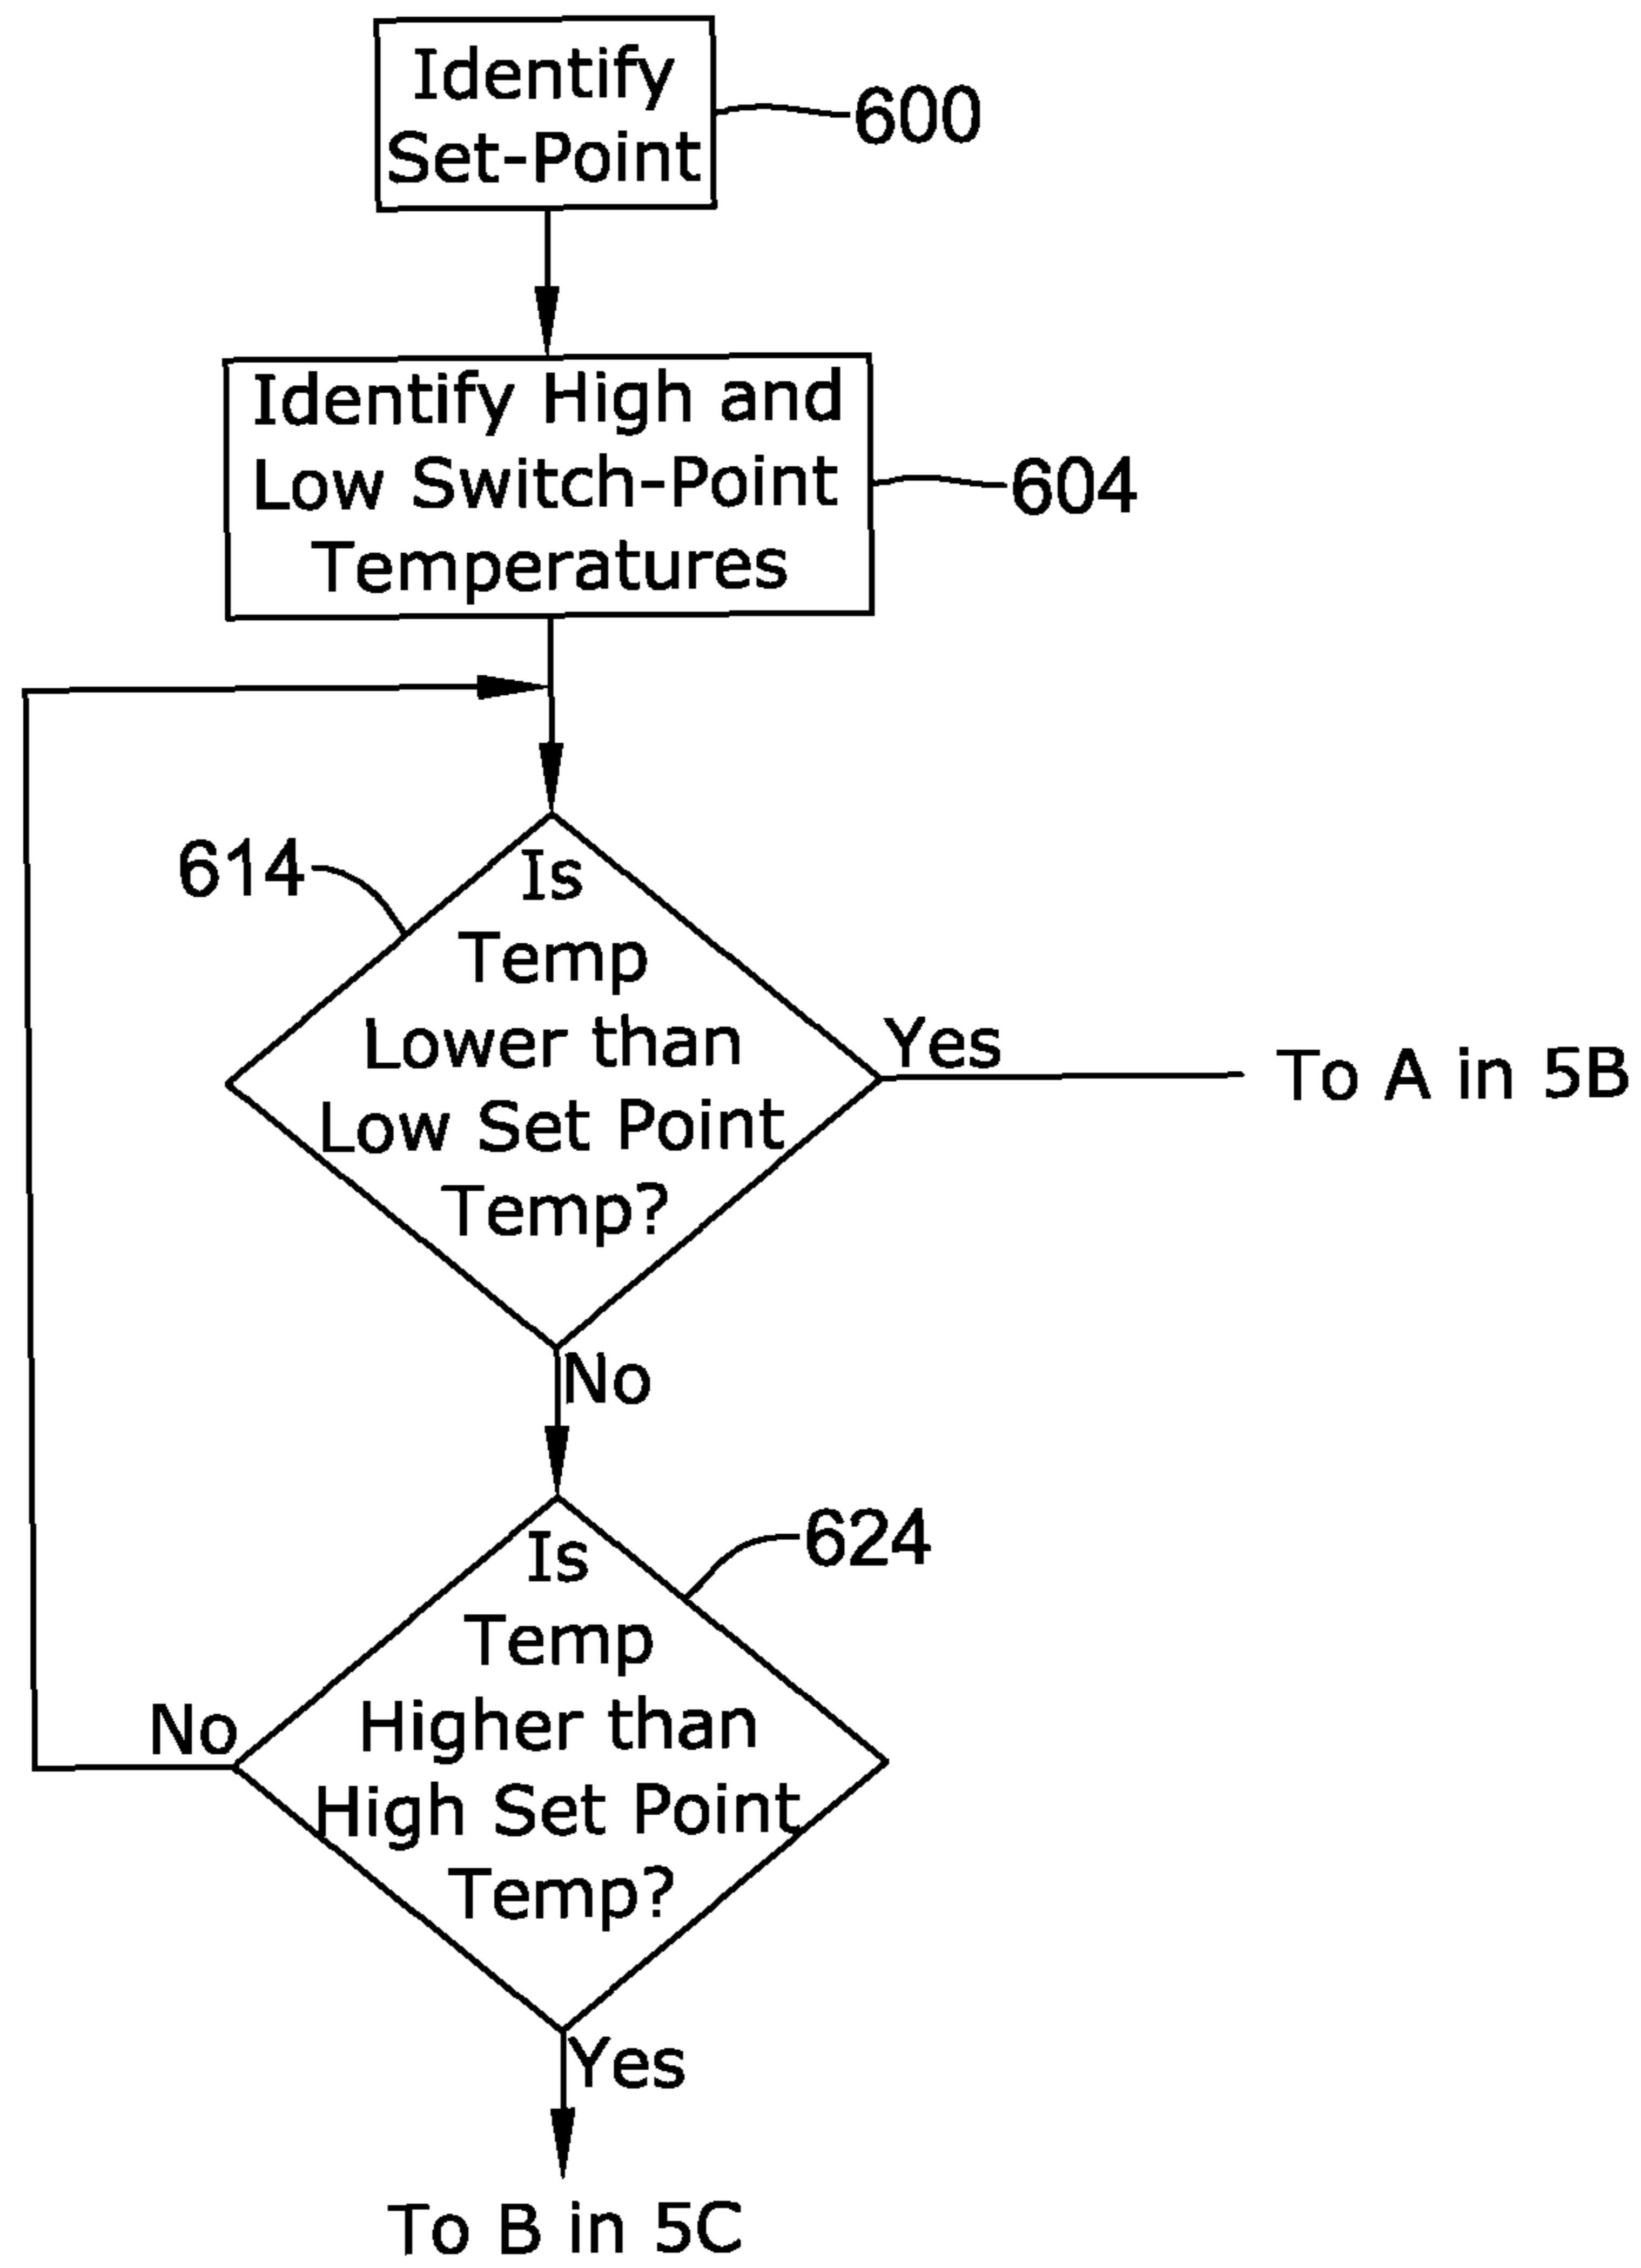 Identify
Set-Point
600
Identify High and
Low Switch-Point
Temperatures
604
614
Is
Temp
Lower than
Low Set Point
Temp?
Yes
To A in 5B
No
624
Is
Temp
Higher than
High Set Point
Temp?
No
Yes
To B in 5C